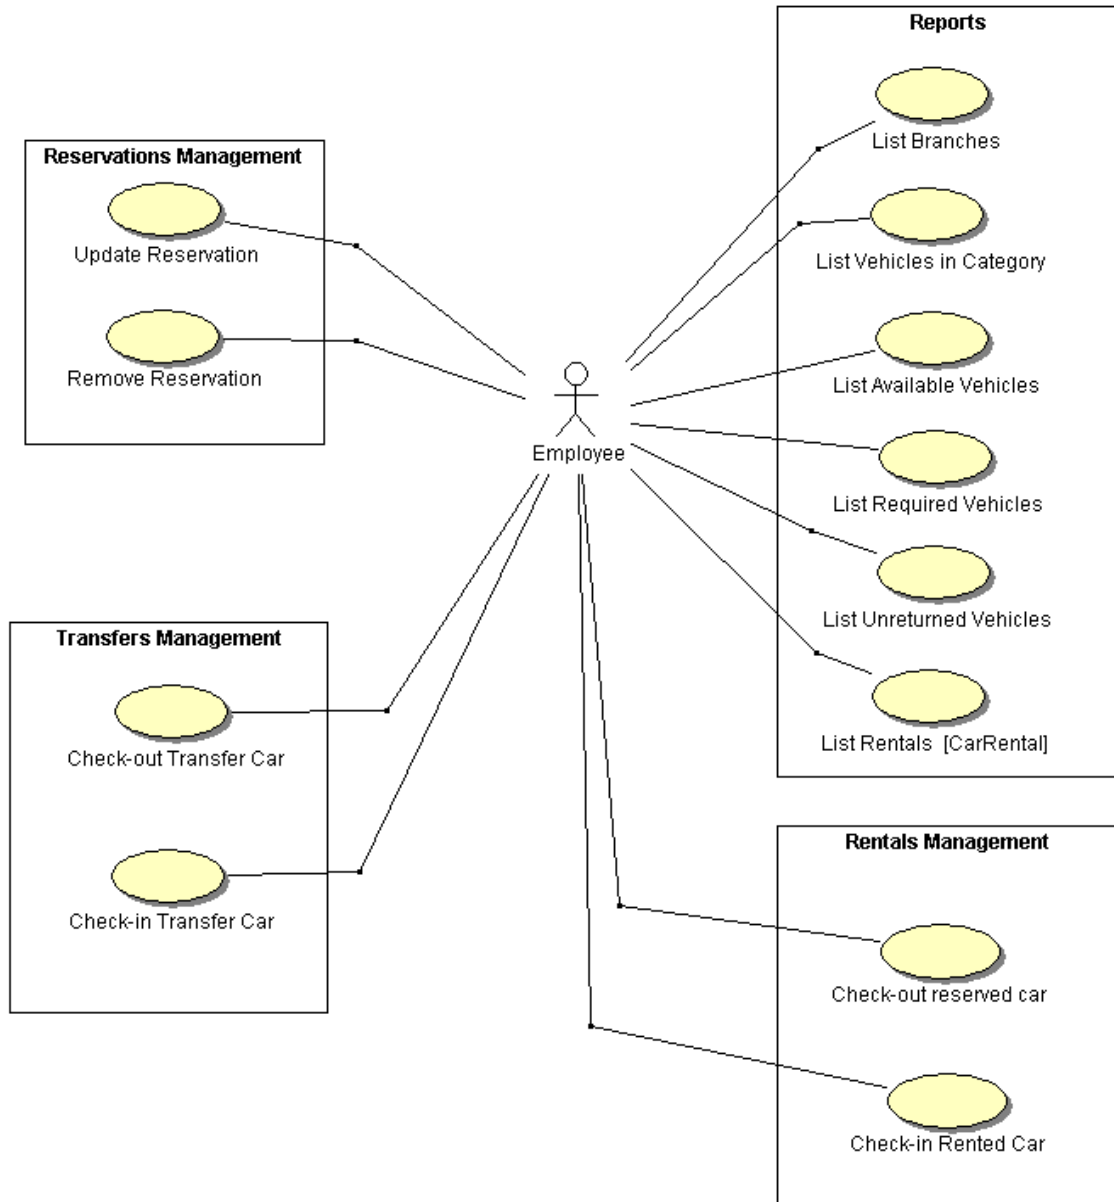 Reports
List Branches
List Vehicles in Category
List Available Vehicles
List Required Vehicles
List Unreturned Vehicles
List Rentals  [CarRental]
Reservations Management
Update Reservation
Remove Reservation
Employee
Transfers Management
Check-out Transfer Car
Check-in Transfer Car
Rentals Management
Check-out reserved car
Check-in Rented Car